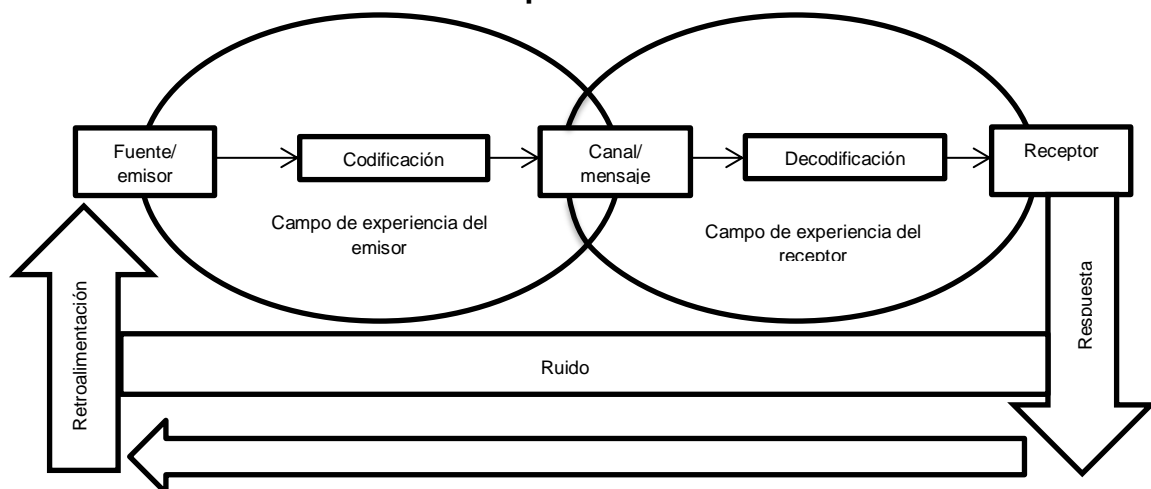 Fuente/
emisor
Codificación
Canal/
mensaje
Decodificación
Receptor
Campo de experiencia del
emisor
Campo de experiencia del
receptor
Retroalimentación
Ruido
Respuesta